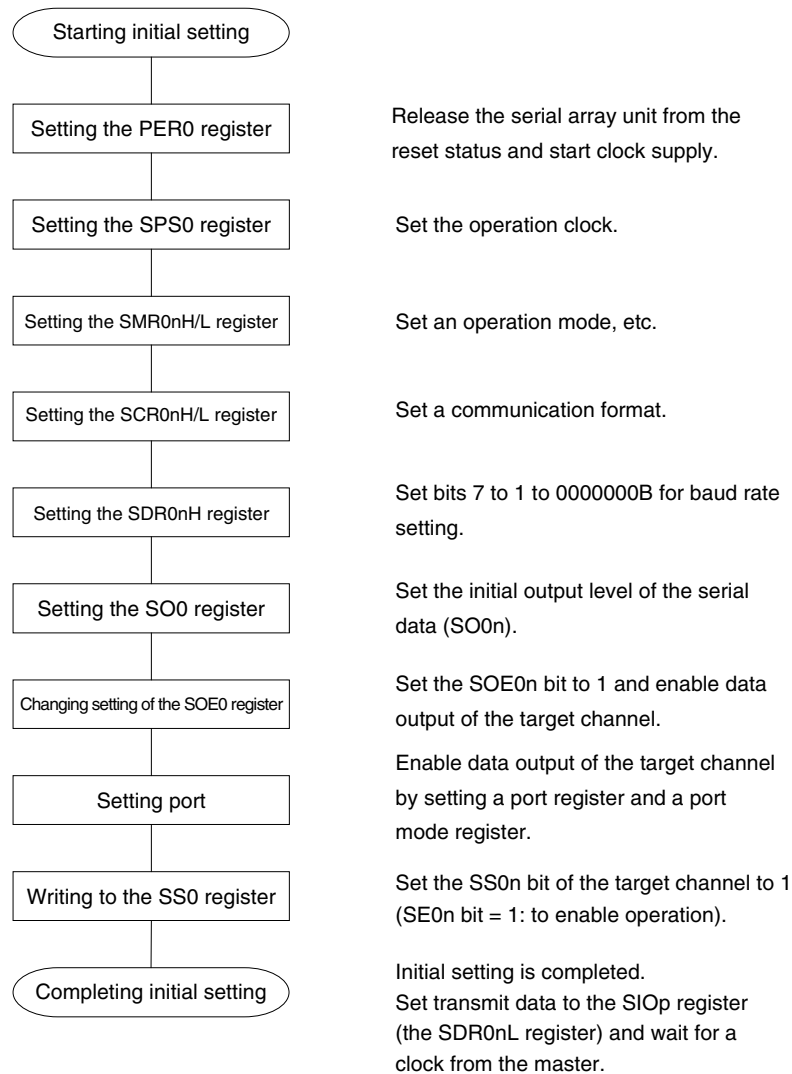 Starting initial setting
Setting the PER0 register
Release the serial array unit from the
reset status and start clock supply.
Setting the SPS0 register
Set the operation clock.
Setting the SMR0nH/L register
Set an operation mode, etc.
Setting the SCR0nH/L register
Set a communication format.
Setting the SDR0nH register
Set bits 7 to 1 to 0000000B for baud rate
setting.
Setting the SO0 register
Set the initial output level of the serial
data (SO0n).
Changing setting of the SOE0 register
Set the SOE0n bit to 1 and enable data
output of the target channel.
Setting port
Enable data output of the target channel
by setting a port register and a port
mode register.
Writing to the SS0 register
Set the SS0n bit of the target channel to 1
(SE0n bit = 1: to enable operation).
Completing initial setting
Initial setting is completed.
Set transmit data to the SIOp register
(the SDR0nL register) and wait for a
clock from the master.